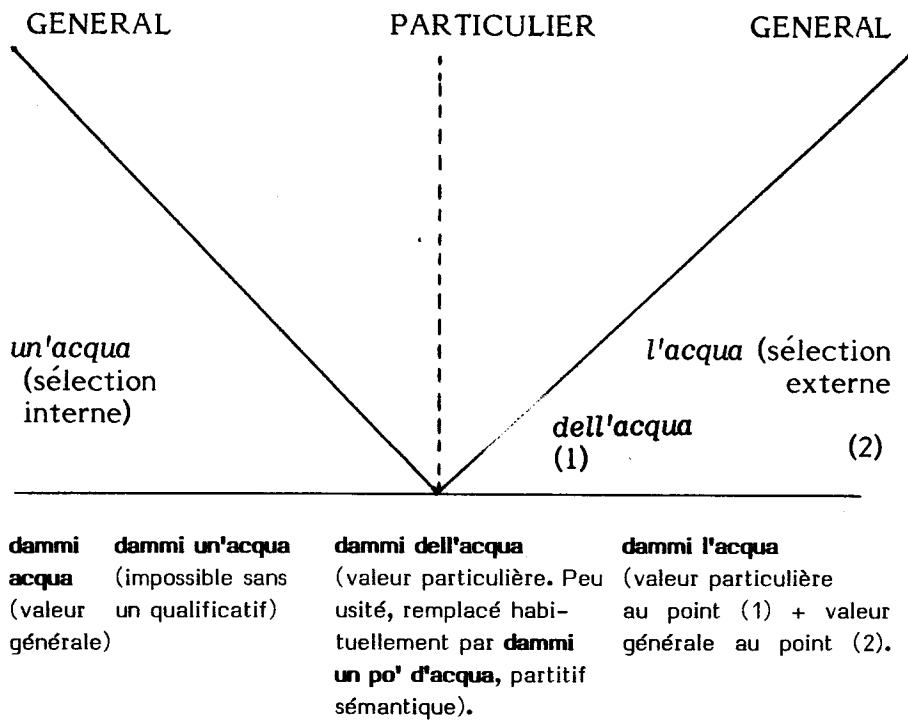 GENERAL PARTICULIER GENERAL
un'acqua
(sélection
interne)
l'acqua (sélection
externe
dell'acqua
(1)
(2)
dammi
acqua
(valeur
générale)
dammi un'acqua
(impossible sans
un qualificatif)
dammi dell'acqua
(valeur particulière. Peu
usité, remplacé habi-
tuellement par dammi
un po' d'acqua, partitif
sémantique).
dammi l'acqua
(valeur particulière
au point (1) + valeur
générale au point (2).